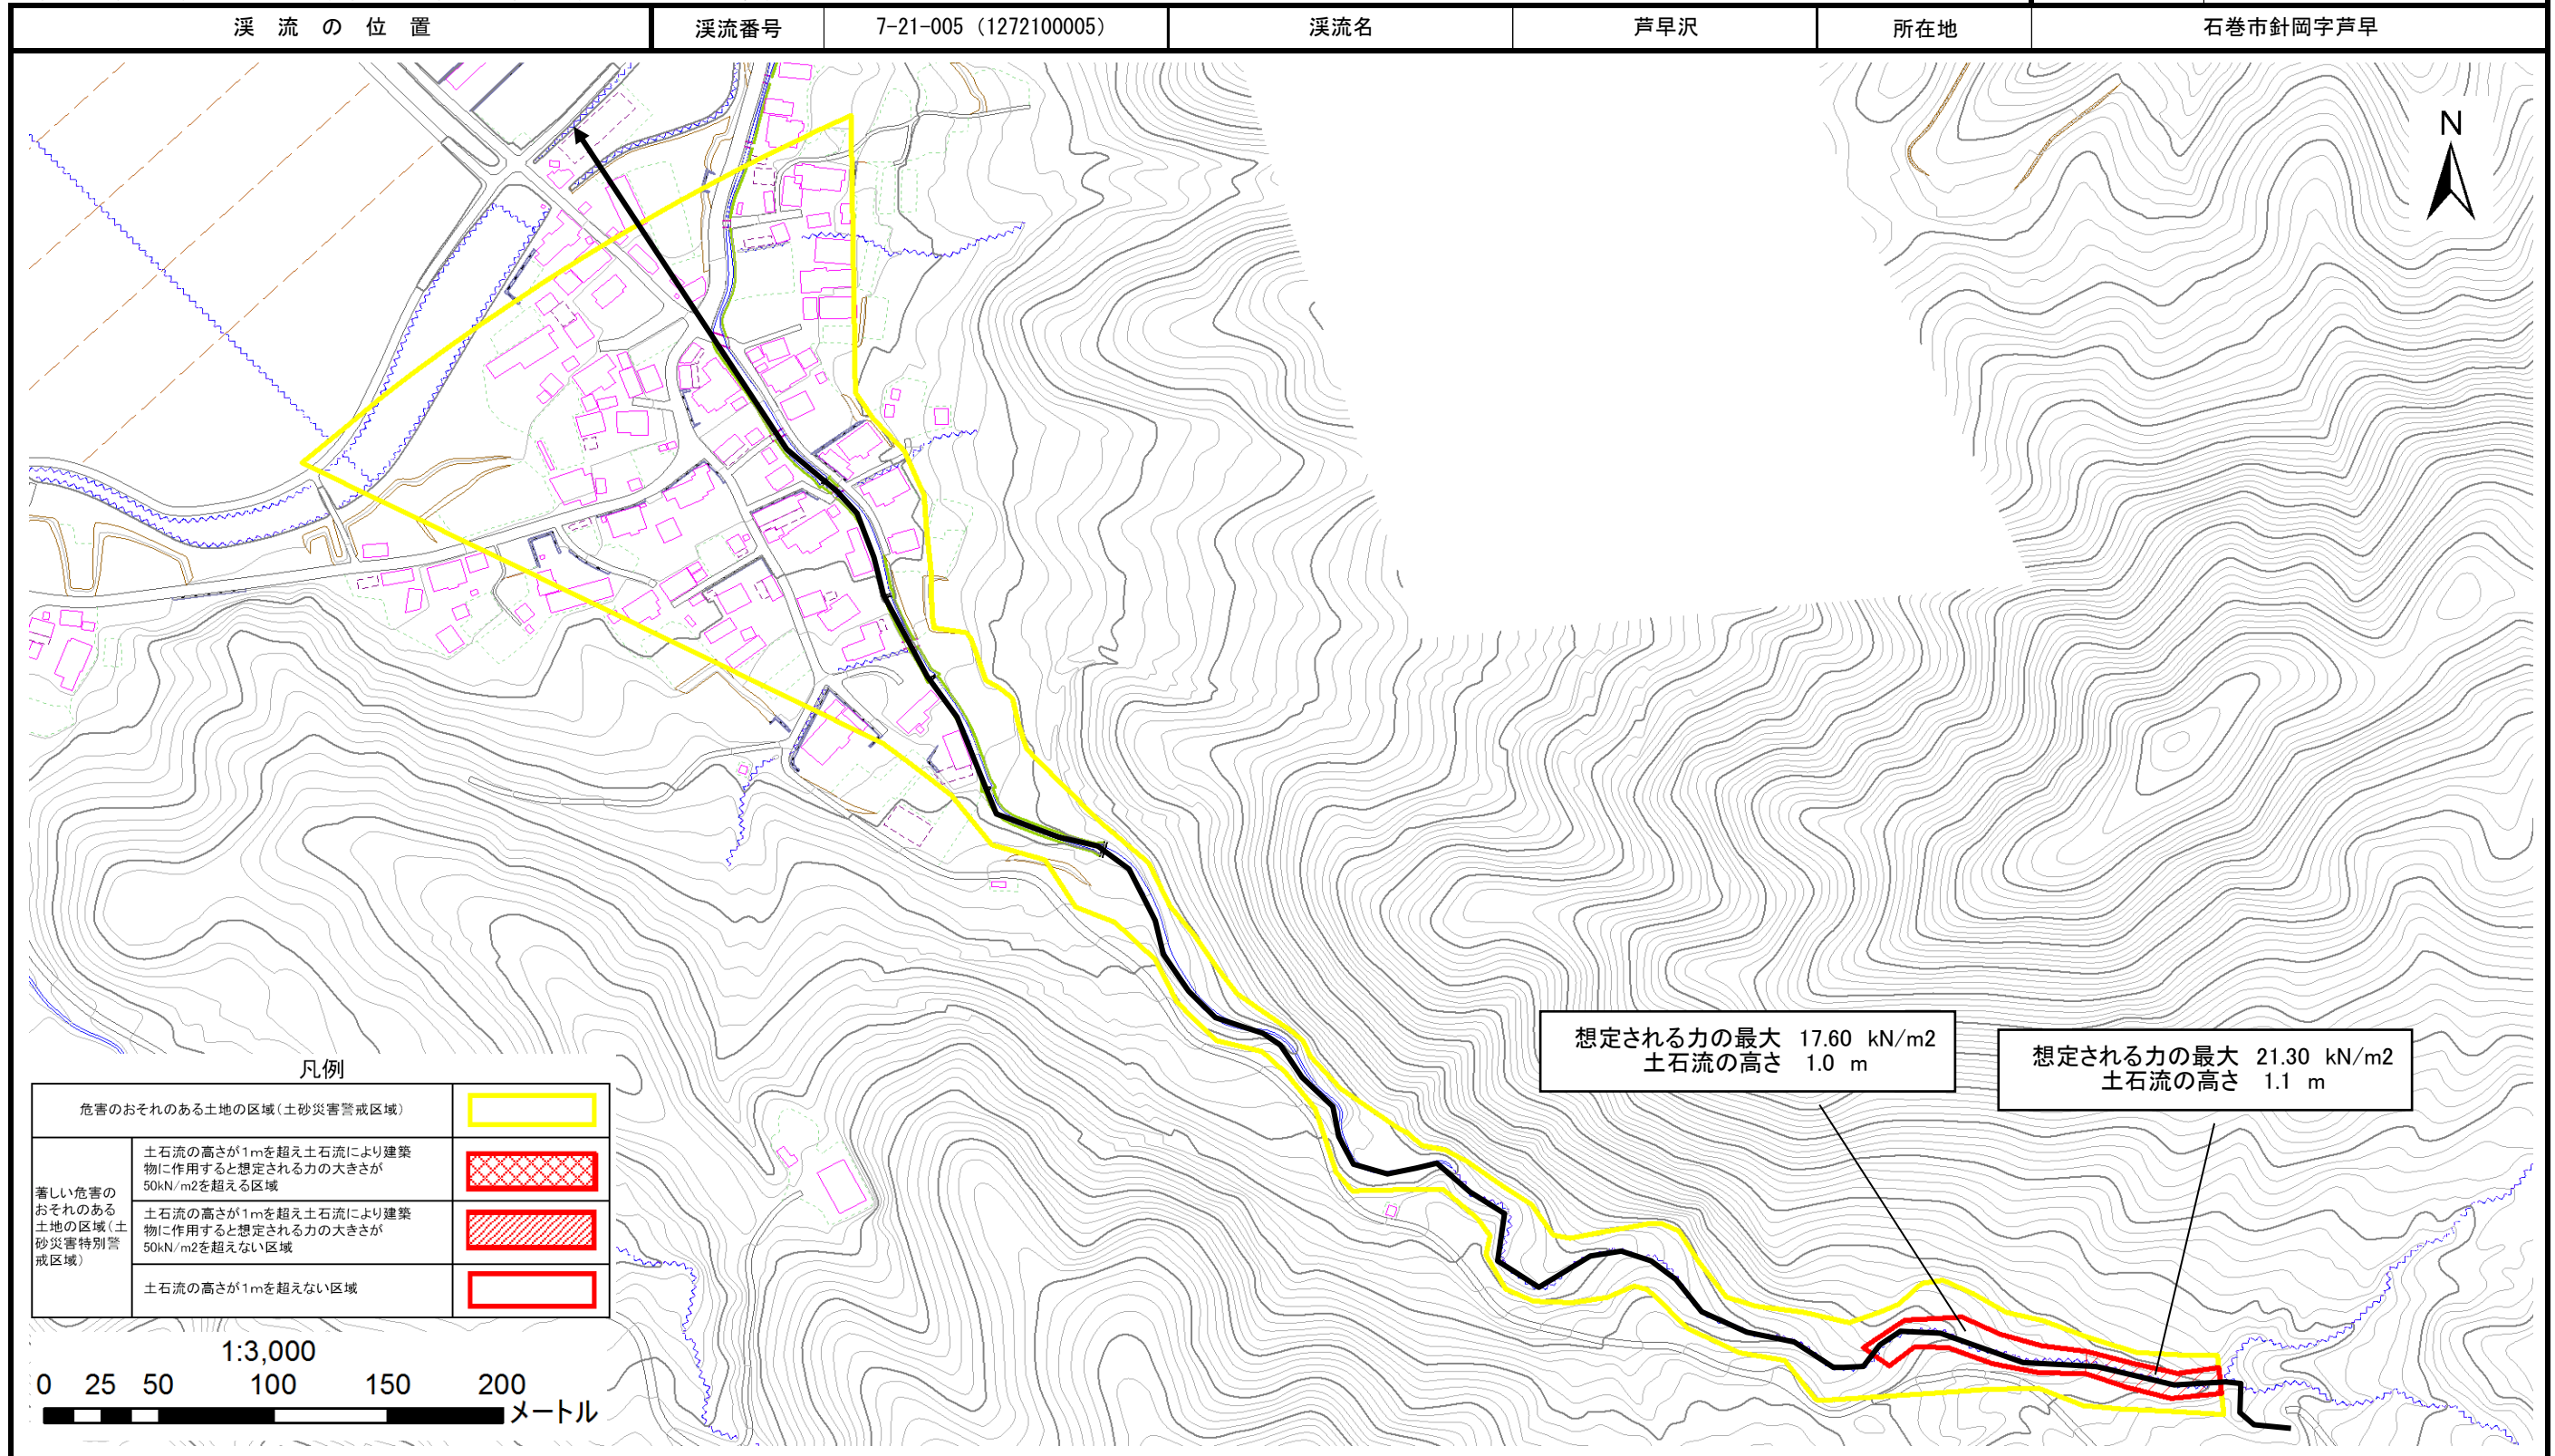 渓流の位置
渓流番号
7-21-005（1272100005）
渓流名
芦早沢
所在地
石巻市針岡字芦早
N
想定される力の最大 17.60 kN/m2
土石流の高さ 1.0 m
想定される力の最大 21.30 kN/m2
土石流の高さ 1.1 m
凡例
危害のおそれのある土地の区域（土砂災害警戒区域）
著しい危害の
おそれのある
土地の区域（土
砂災害特別警
戒区域）
土石流の高さが1mを超え土石流により建築
物に作用すると想定される力の大きさが
50kN/m2を超える区域
土石流の高さが1mを超え土石流により建築
物に作用すると想定される力の大きさが
50kN/m2を超えない区域
土石流の高さが1mを超えない区域
1:3,000
0 25 50 100 150 200
メートル